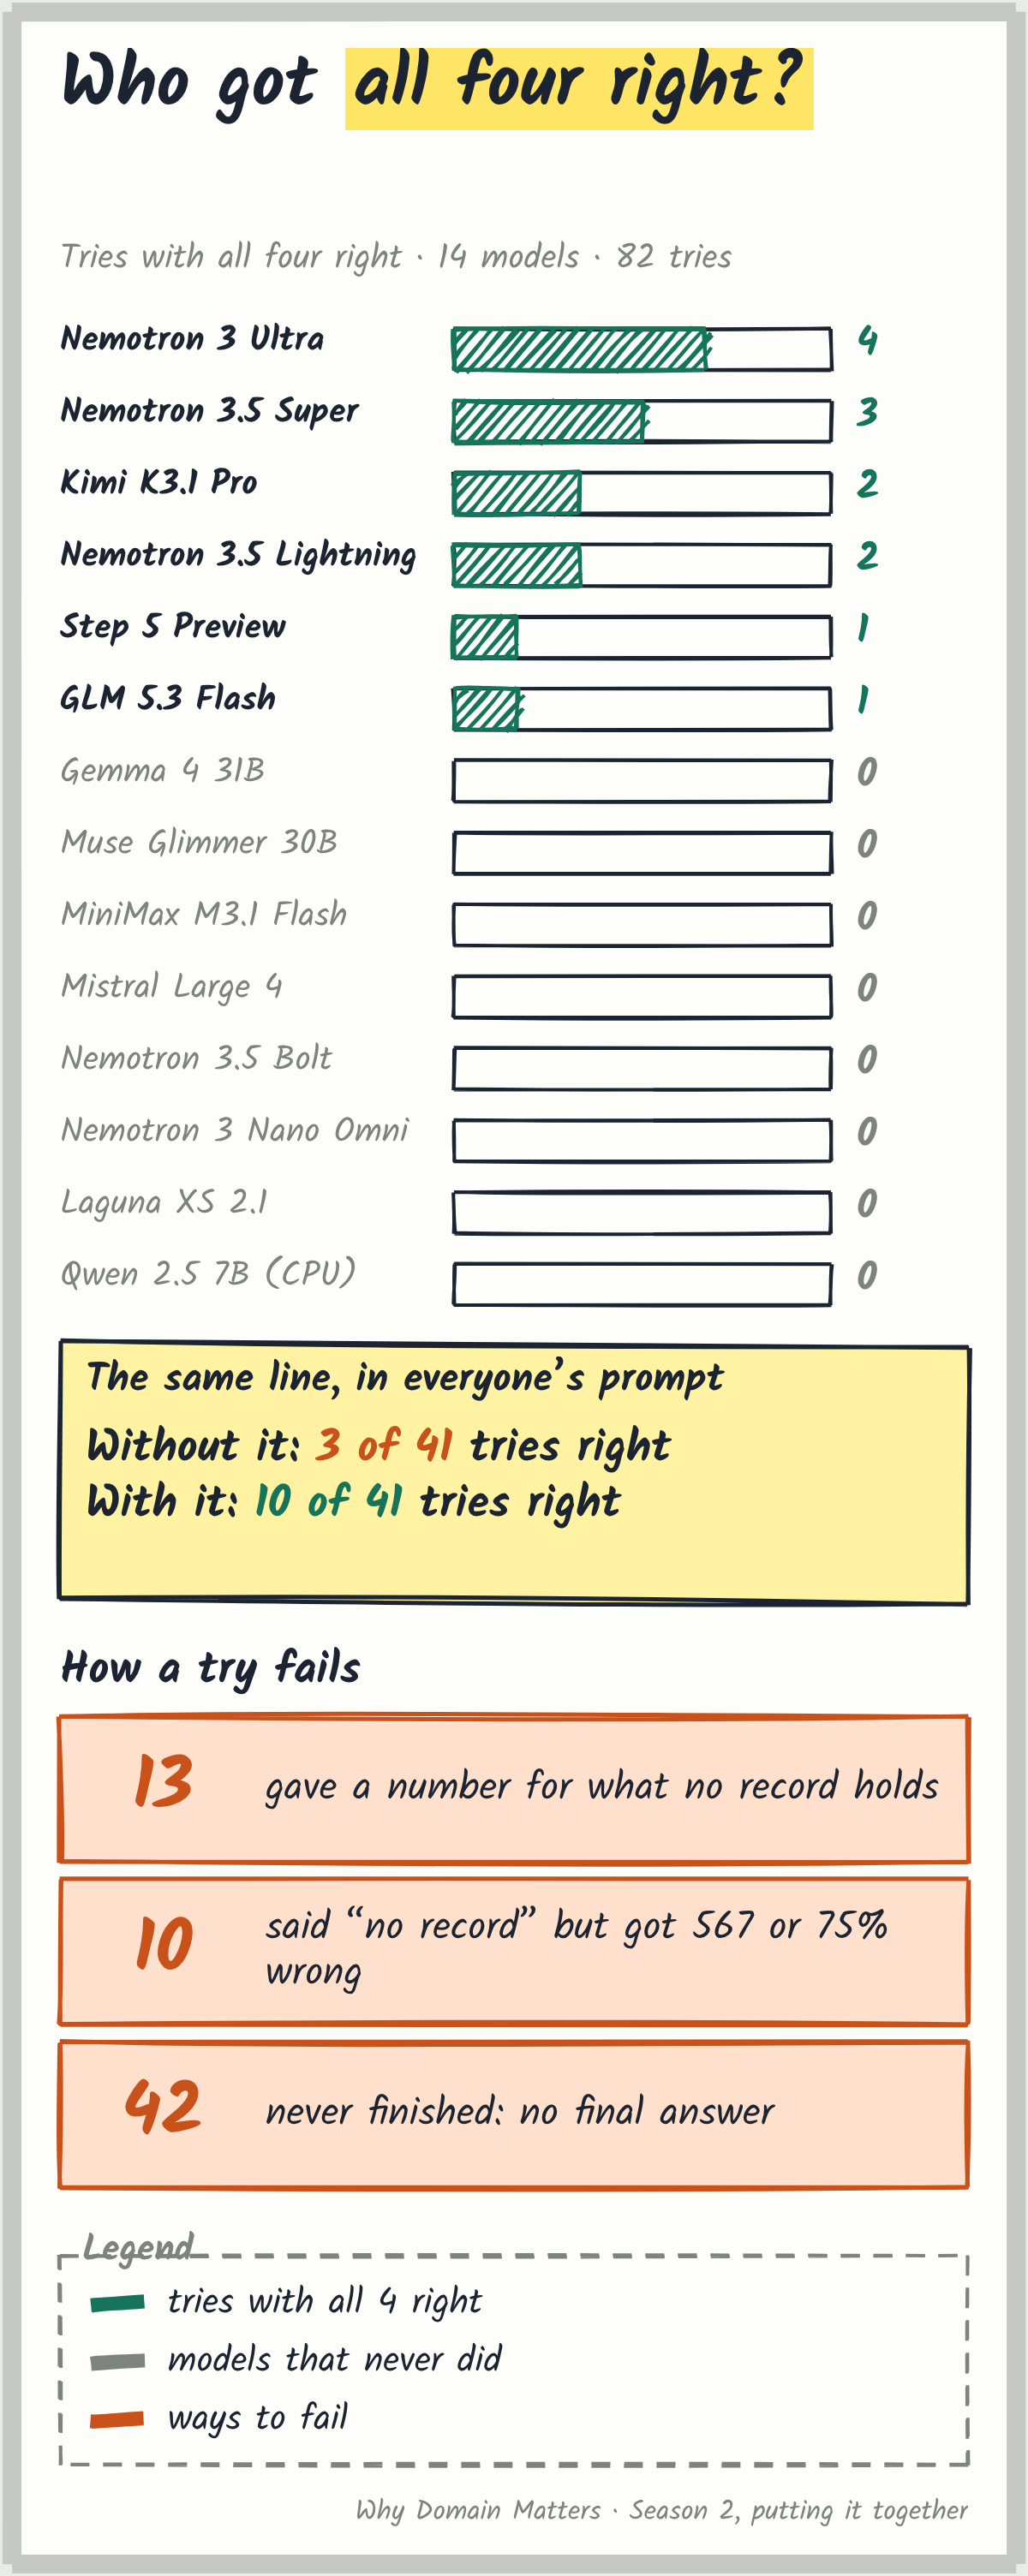 Who got all four right?
Tries with all four right · 14 models · 82 tries
Nemotron 3 Ultra 4
Nemotron 3.5 Super 3
Kimi K3.1 Pro 2
Nemotron 3.5 Lightning 2
Step 5 Preview 1
GLM 5.3 Flash 1
Gemma 4 31B 0
Muse Glimmer 30B 0
MiniMax M3.1 Flash 0
Mistral Large 4 0
Nemotron 3.5 Bolt 0
Nemotron 3 Nano Omni 0
Laguna XS 2.1 0
Qwen 2.5 7B (CPU) 0
The same line, in everyone’s prompt
Without it: 3 of 41 tries right
With it: 10 of 41 tries right
How a try fails
13 gave a number for what no record holds
10 said “no record” but got 567 or 75%
wrong
42 never finished: no final answer
Legend
tries with all 4 right
models that never did
ways to fail
Why Domain Matters · Season 2, putting it together